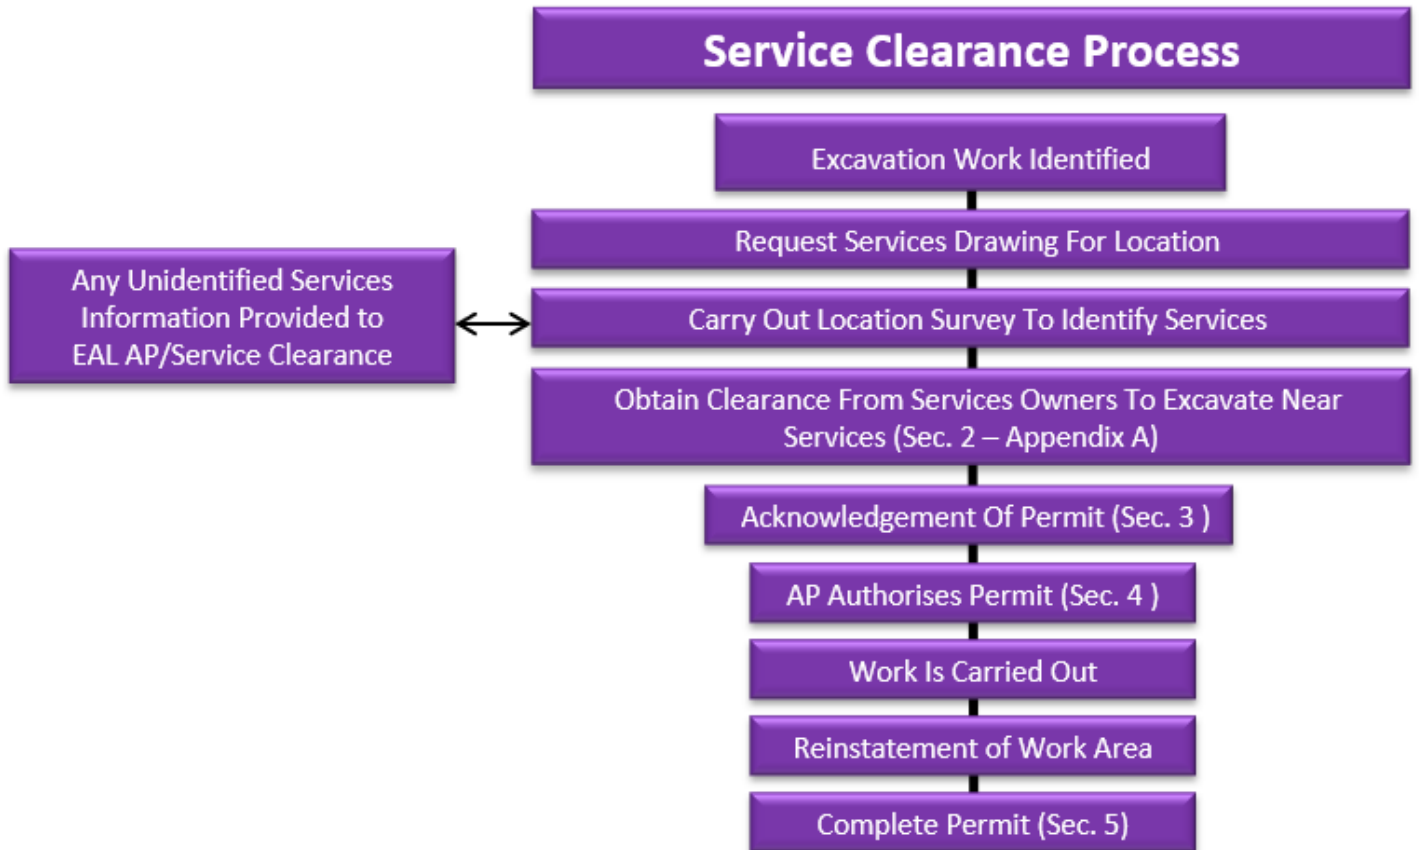 Service Clearance Process
Excavation Work Identified
Request Services Drawing For Location
Any Unidentified Services
Information Provided to
EAL AP/Service Clearance
Carry Out Location Survey To Identify Services
Obtain Clearance From Services Owners To Excavate Near
Services (Sec. 2 – Appendix A)
Acknowledgement Of Permit (Sec. 3 )
AP Authorises Permit (Sec. 4 )
Work Is Carried Out
Reinstatement of Work Area
Complete Permit (Sec. 5)